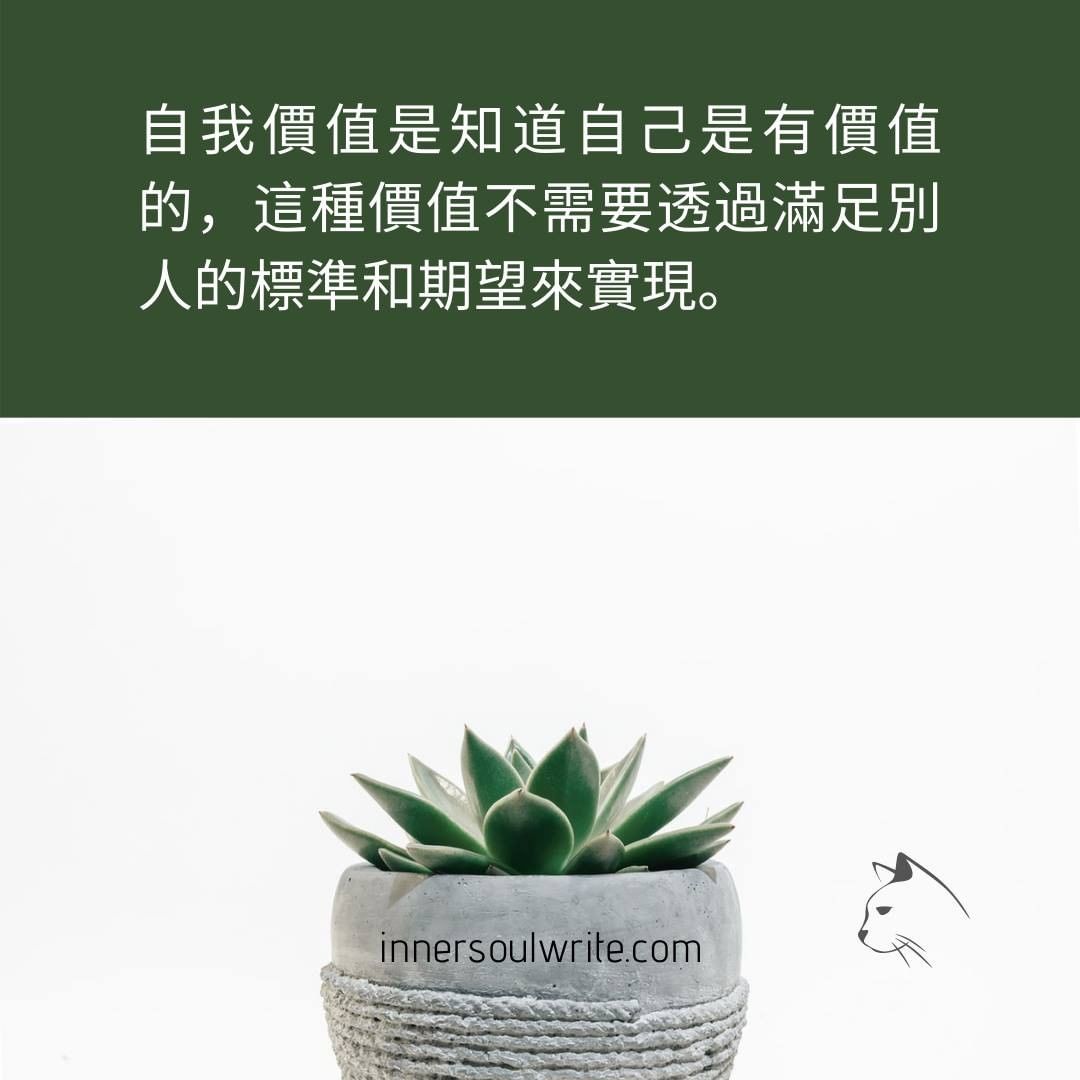 自我價值是知道自己是有價值
的，這種價值不需要透過滿足別
人的標準和期望來實現。
innersoulwrite.com